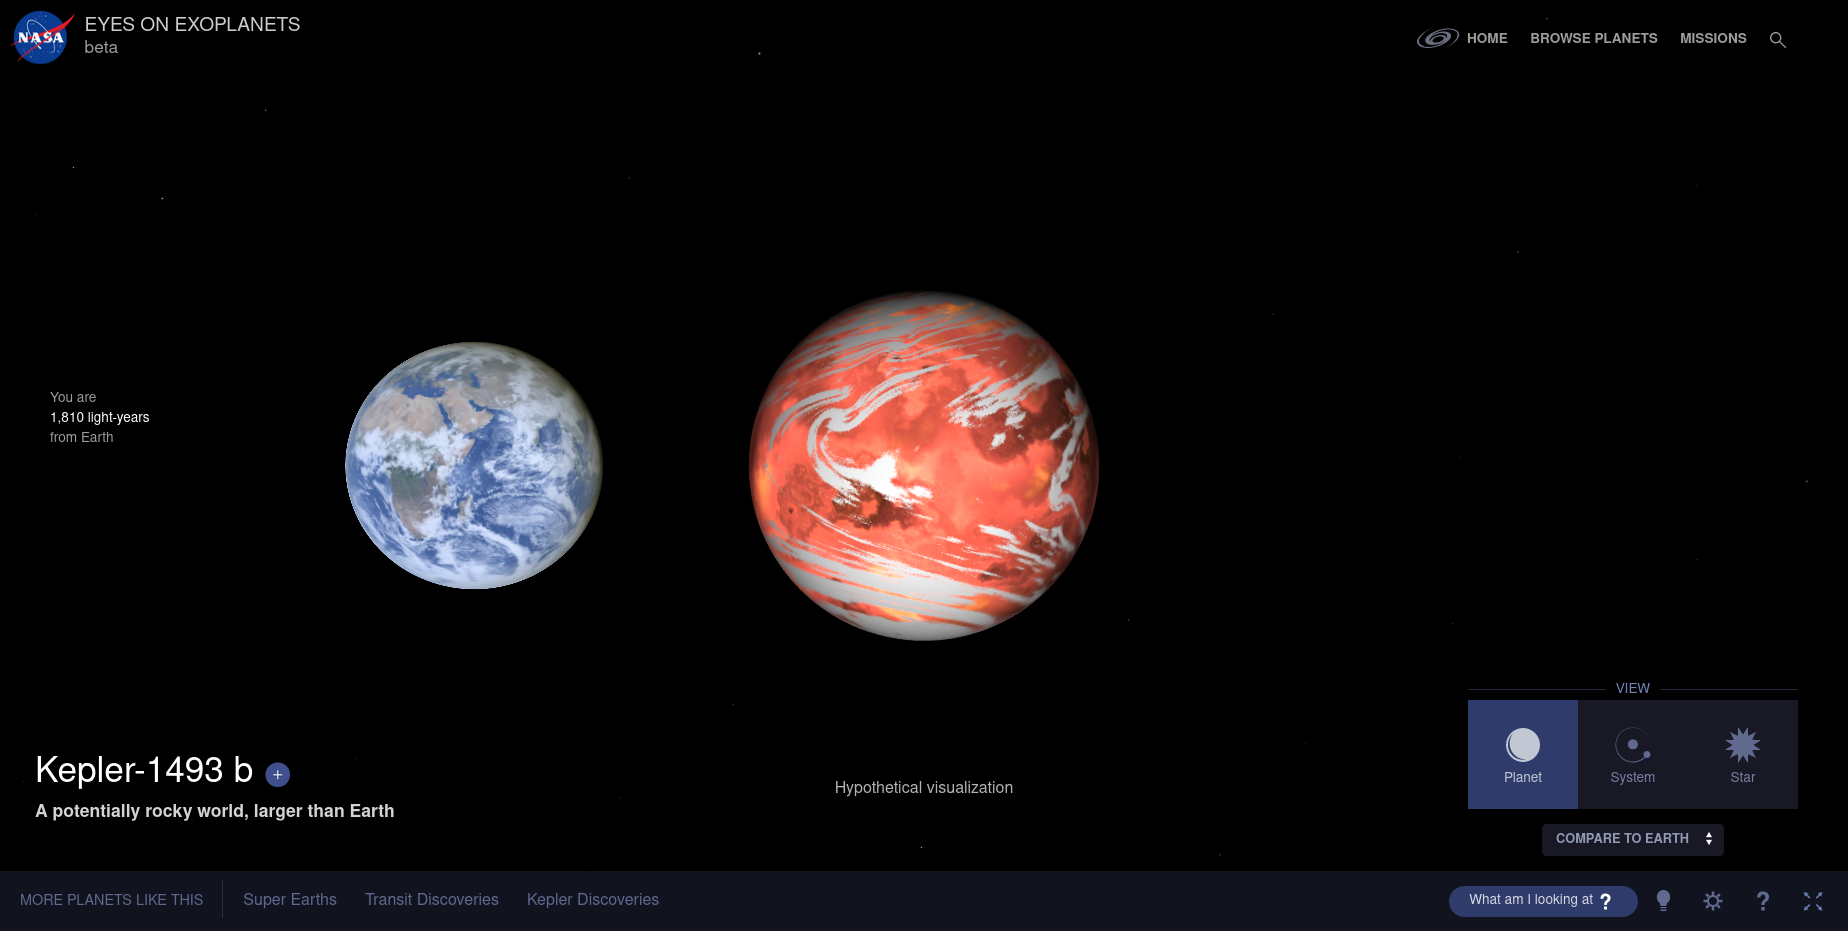 NASA
EYES ON EXOPLANETS
beta
HOME
BROWSE PLANETS
MISSIONS
You are
1,810 light-years
from Earth
VIEW
Planet
System
Star
Kepler-1493 b +
A potentially rocky world, larger than Earth
Hypothetical visualization
COMPARE TO EARTH
MORE PLANETS LIKE THIS
Super Earths
Transit Discoveries
Kepler Discoveries
What am I looking at ?
?